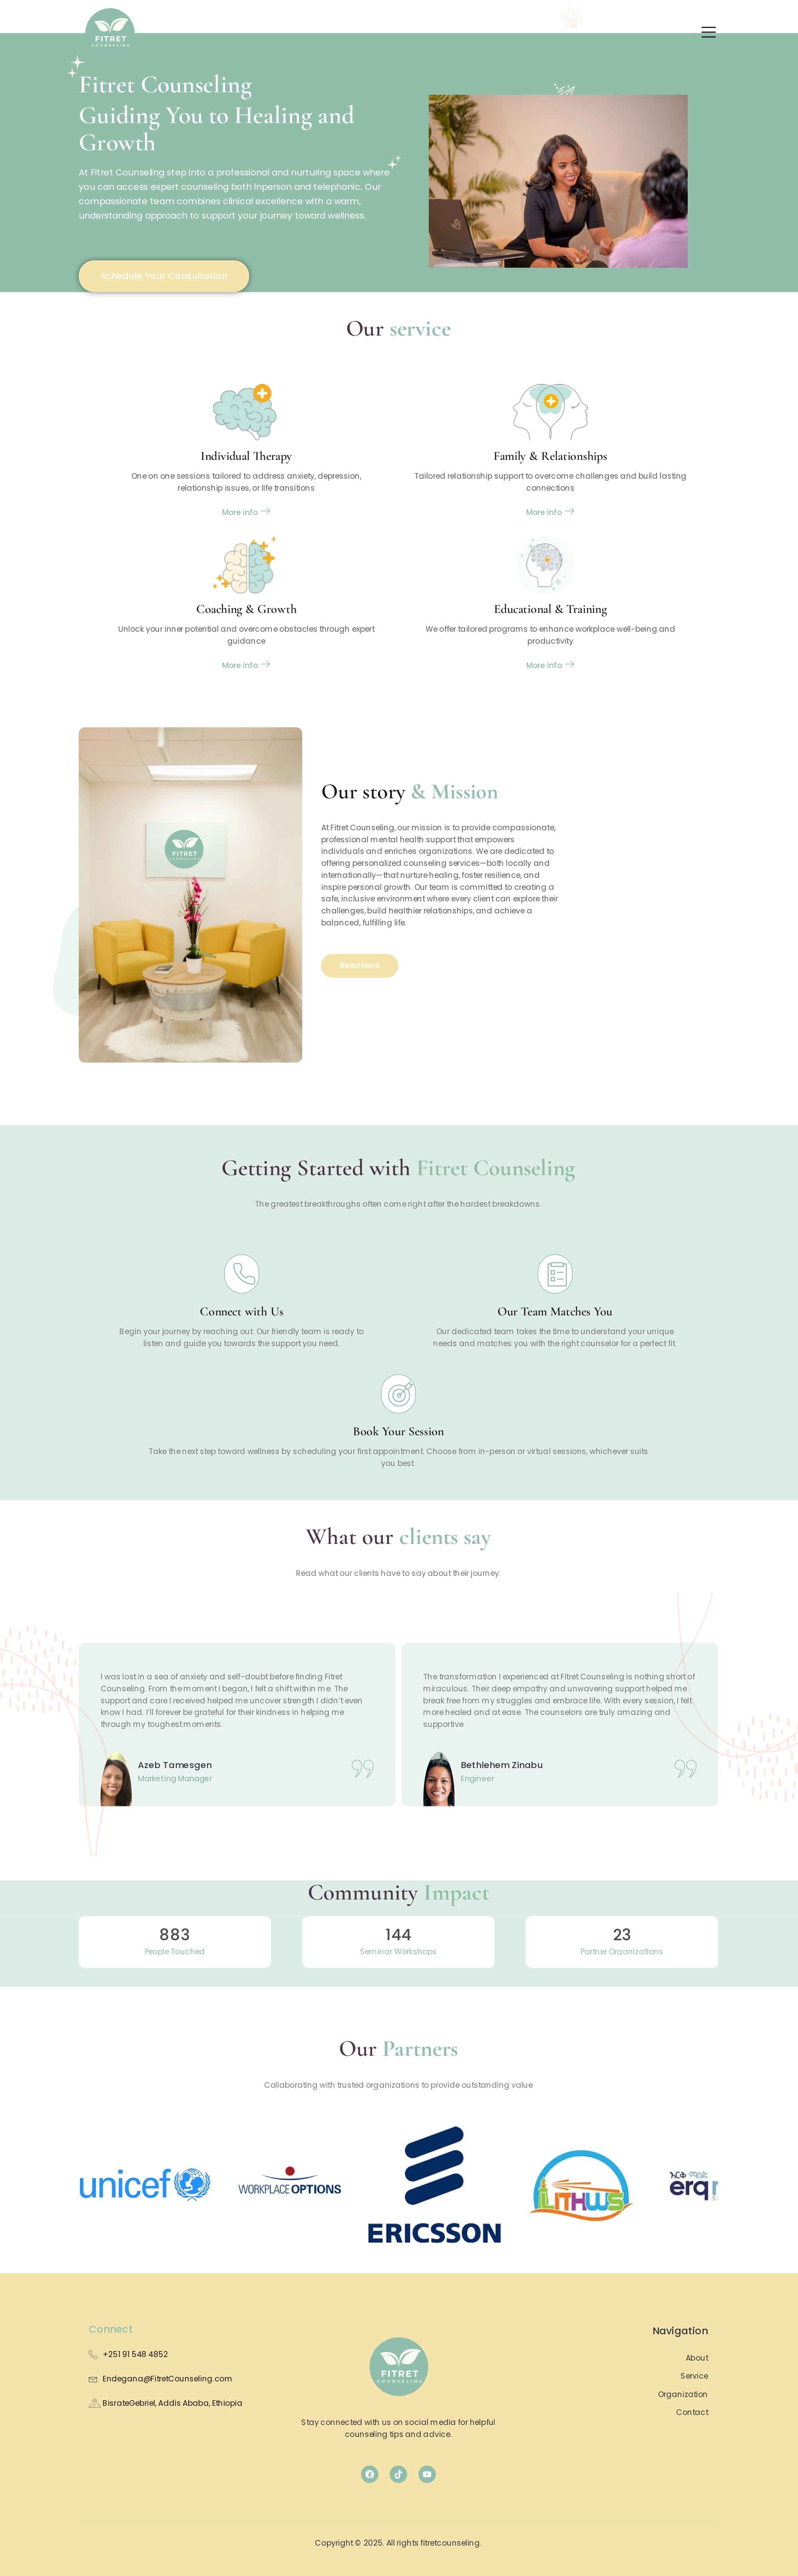 FITRET
COUNSELING
Fitret Counseling
Guiding You to Healing and
Growth
At Fitret Counseling step into a professional and nurturing space where
you can access expert counseling both inperson and telephonic. Our
compassionate team combines clinical excellence with a warm,
understanding approach to support your journey toward wellness.
Schedule Your Consultation
Our service
Individual Therapy
One on one sessions tailored to address anxiety, depression,
relationship issues, or life transitions
More info
Family & Relationships
Tailored relationship support to overcome challenges and build lasting
connections
More info
Coaching & Growth
Unlock your inner potential and overcome obstacles through expert
guidance
More info
Educational & Training
We offer tailored programs to enhance workplace well-being and
productivity
More info
FITRET
COUNSELING
Our story & Mission
At Fitret Counseling, our mission is to provide compassionate,
professional mental health support that empowers
individuals and enriches organizations. We are dedicated to
offering personalized counseling services—both locally and
internationally—that nurture healing, foster resilience, and
inspire personal growth. Our team is committed to creating a
safe, inclusive environment where every client can explore their
challenges, build healthier relationships, and achieve a
balanced, fulfilling life.
Read More
Getting Started with Fitret Counseling
The greatest breakthroughs often come right after the hardest breakdowns.
Connect with Us
Begin your journey by reaching out. Our friendly team is ready to
listen and guide you towards the support you need.
Our Team Matches You
Our dedicated team takes the time to understand your unique
needs and matches you with the right counselor for a perfect fit.
Book Your Session
Take the next step toward wellness by scheduling your first appointment. Choose from in-person or virtual sessions, whichever suits
you best.
What our clients say
Read what our clients have to say about their journey.
I was lost in a sea of anxiety and self-doubt before finding Fitret
Counseling. From the moment I began, I felt a shift within me. The
support and care I received helped me uncover strength I didn't even
know I had. I'll forever be grateful for their kindness in helping me
through my toughest moments.
Azeb Tamesgen
Marketing Manager
The transformation I experienced at Fitret Counseling is nothing short of
miraculous. Their deep empathy and unwavering support helped me
break free from my struggles and embrace life. With every session, I felt
more healed and at ease. The counselors are truly amazing and
supportive
Bethlehem Zinabu
Engineer
Community Impact
883
People Touched
144
Seminar Workshops
23
Partner Organizations
Our Partners
Collaborating with trusted organizations to provide outstanding value
unicef
WORKPLACE OPTIONS
ERICSSON
LITHWS
እርቅ ማዕድ
erq
Connect
+251 91 548 4852
Endegana@FitretCounseling.com
BisrateGebriel, Addis Ababa, Ethiopia
FITRET
COUNSELING
Stay connected with us on social media for helpful
counseling tips and advice.
Navigation
About
Service
Organization
Contact
Copyright © 2025. All rights fitretcounseling.